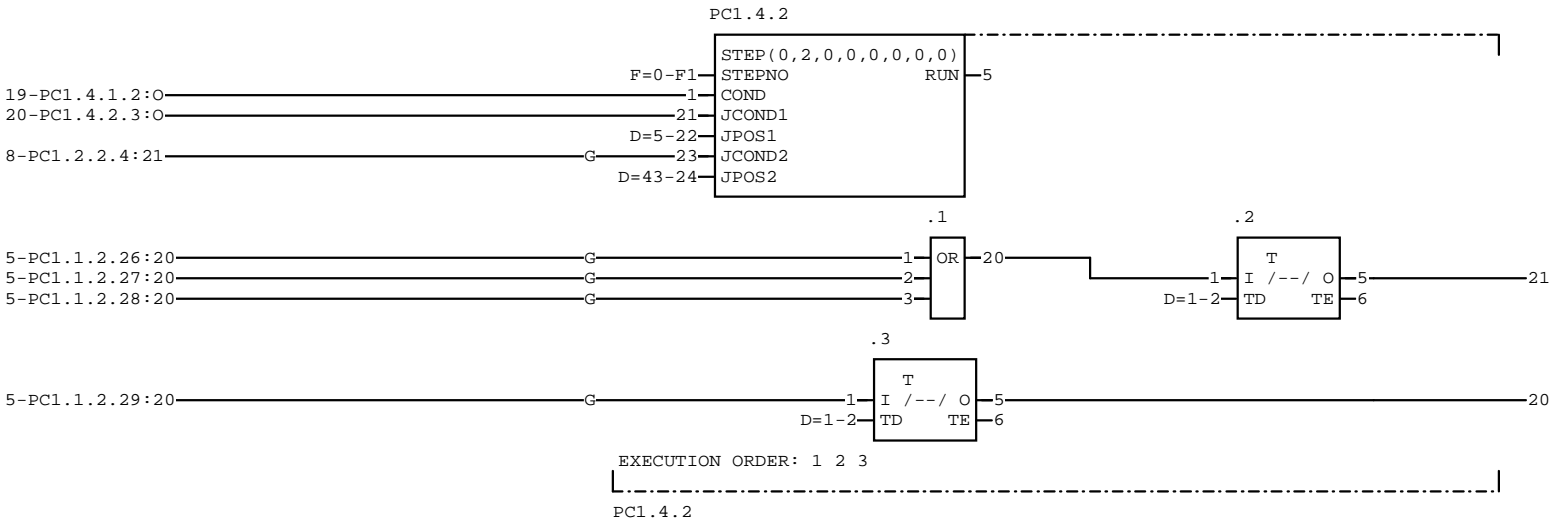 PC1.4.2
STEP(0,2,0,0,0,0,0,0)
F=0-F1 STEPNO RUN 5
19-PC1.4.1.2:O 1 COND
20-PC1.4.2.3:O 21 JCOND1
D=5-22 JPOS1
8-PC1.2.2.4:21 G 23 JCOND2
D=43-24 JPOS2
.1 .2
5-PC1.1.2.26:20 G 1 OR 20 T
5-PC1.1.2.27:20 G 2 1 I /--/ O 5 21
5-PC1.1.2.28:20 G 3 D=1-2 TD TE 6
.3
T
5-PC1.1.2.29:20 G 1 I /--/ O 5 20
D=1-2 TD TE 6
EXECUTION ORDER: 1 2 3
PC1.4.2